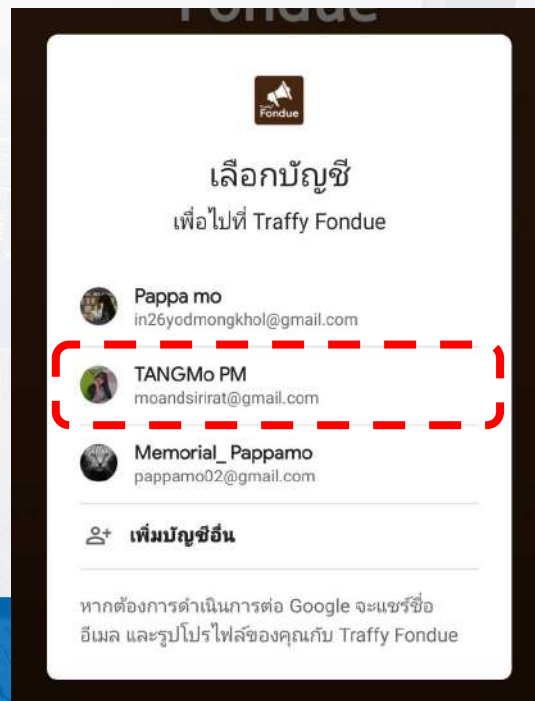 Fondue
Fondue
เลือกบัญชี
เพื่อไปที่ Traffy Fondue
Pappa mo
in26yodmongkhol@gmail.com
TANGMo PM
moandsirirat@gmail.com
Memorial_ Pappamo
pappamo02@gmail.com
เพิ่มบัญชีอื่น
หากต้องการดำเนินการต่อ Google จะแชร์ชื่อ
อีเมล และรูปโปรไฟล์ของคุณกับ Traffy Fondue